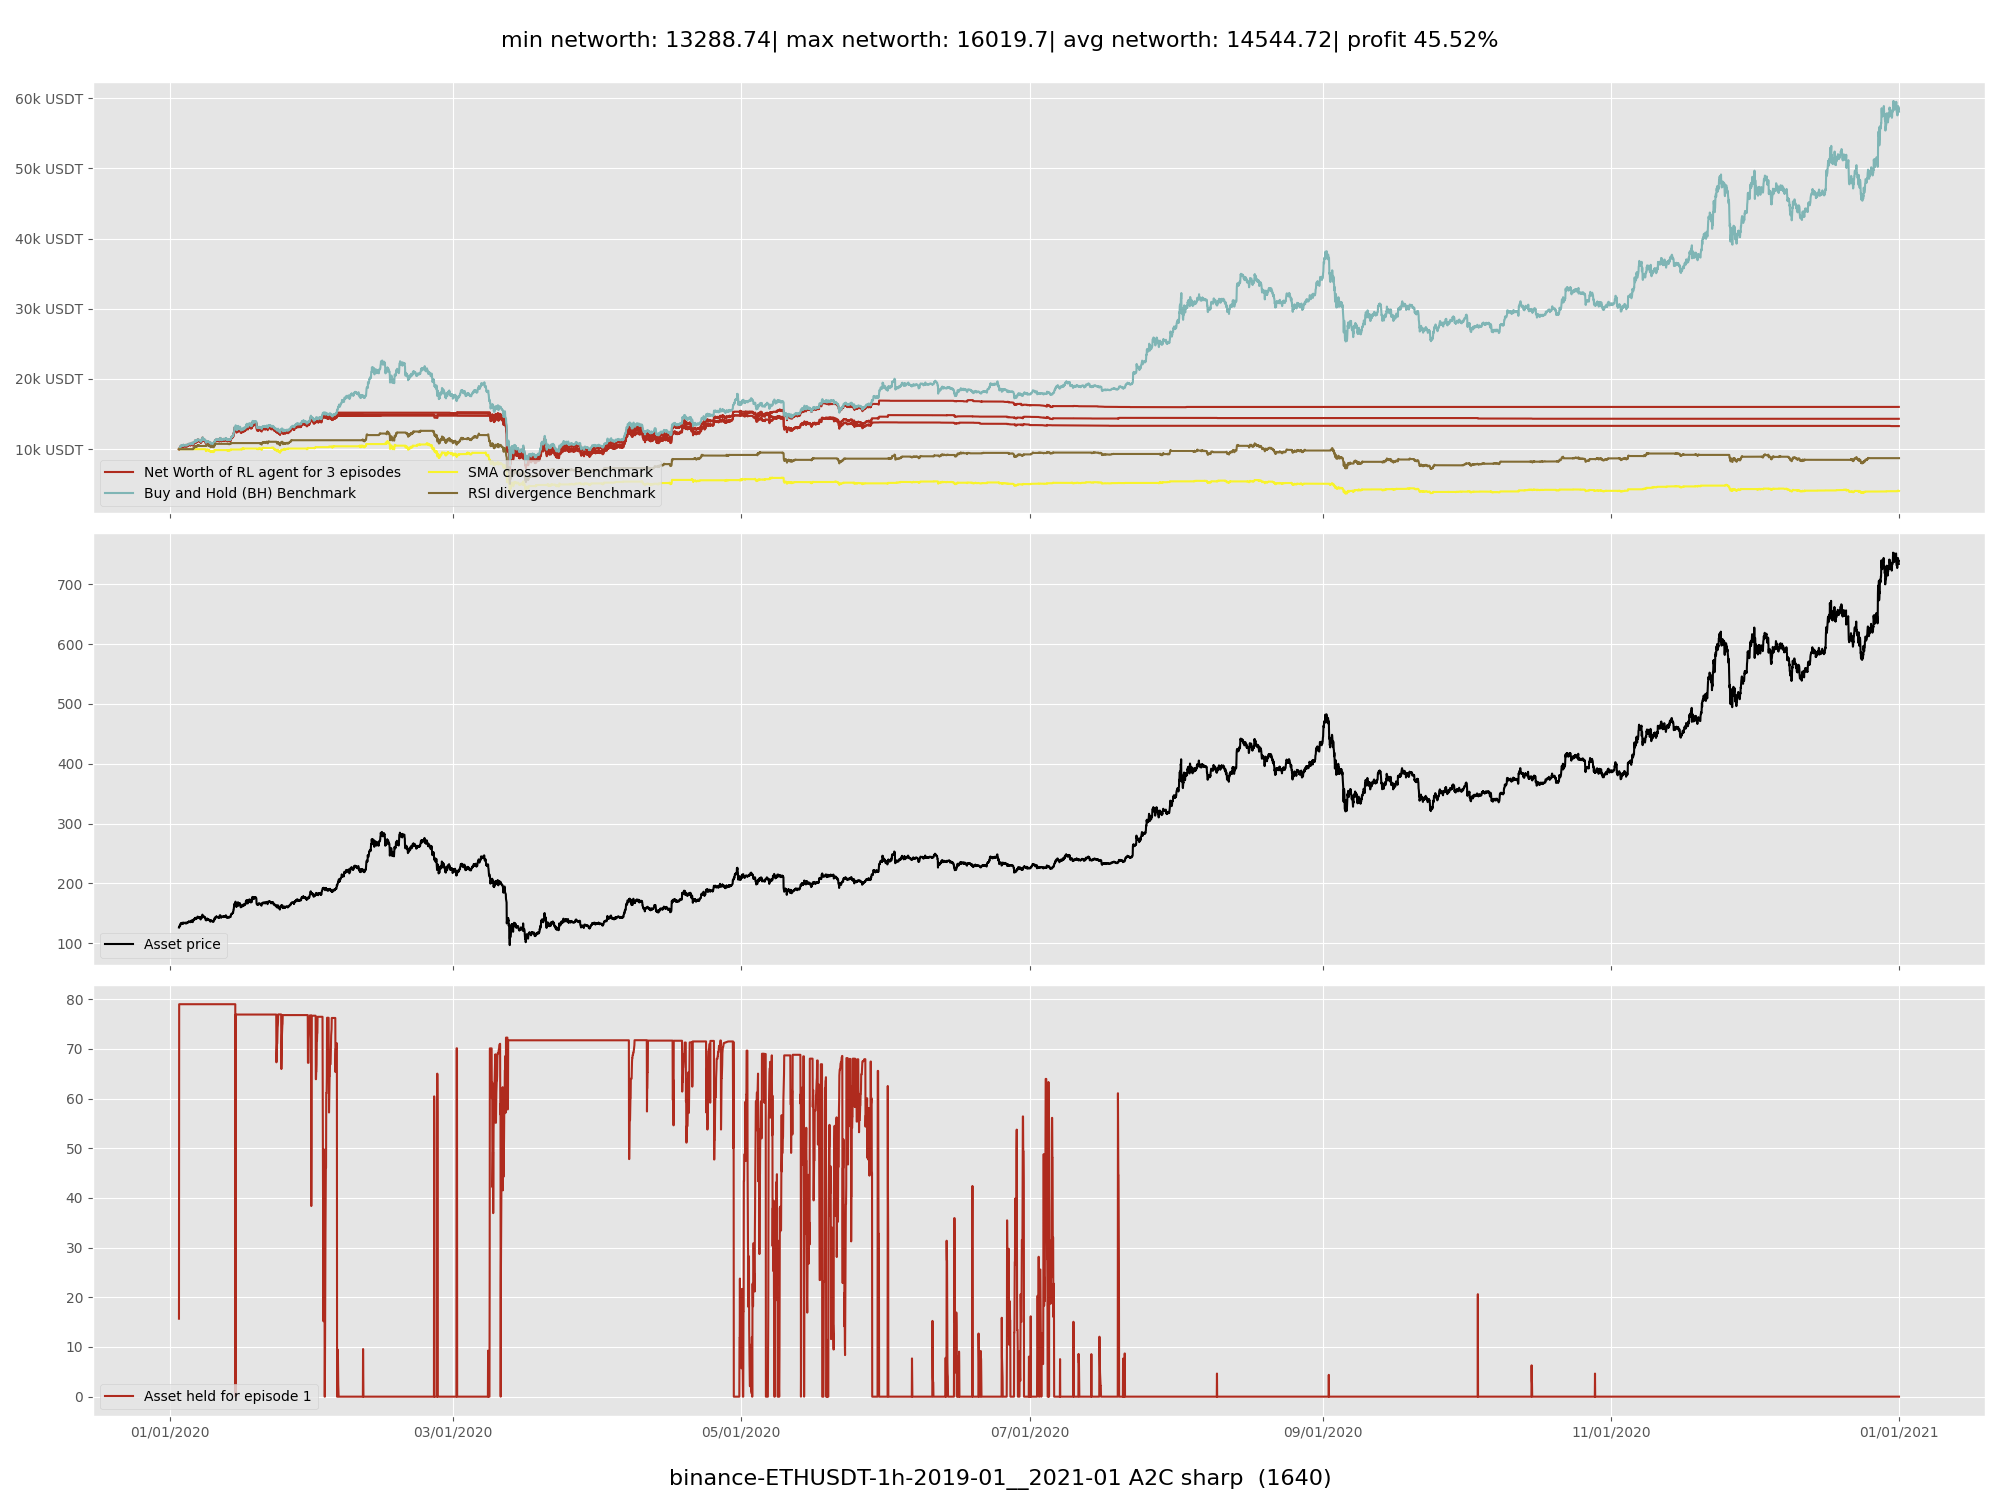 min networth: 13288.74| max networth: 16019.7| avg networth: 14544.72| profit 45.52%
60k USDT
50k USDT
40k USDT
30k USDT
20k USDT
10k USDT
Net Worth of RL agent for 3 episodes
Buy and Hold (BH) Benchmark
SMA crossover Benchmark
RSI divergence Benchmark
700
600
500
400
300
200
100
Asset price
80
70
60
50
40
30
20
10
0
Asset held for episode 1
01/01/2020 03/01/2020 05/01/2020 07/01/2020 09/01/2020 11/01/2020 01/01/2021
binance-ETHUSDT-1h-2019-01__2021-01 A2C sharp (1640)